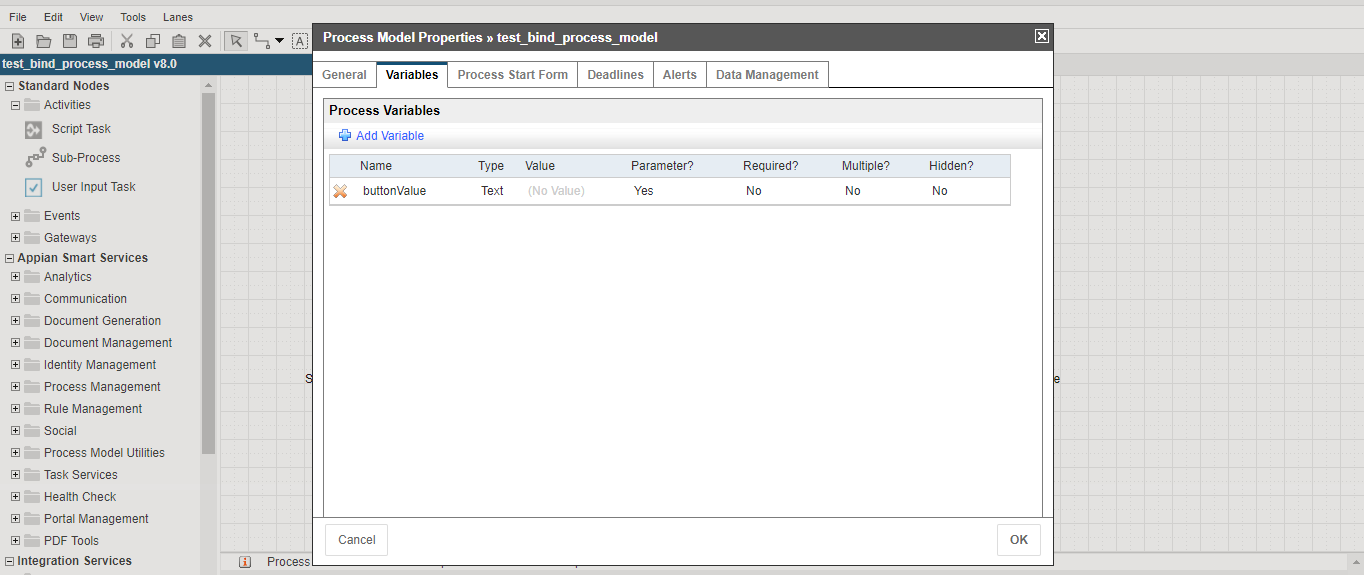 File Edit View Tools Lanes
A
test_bind_process_model v8.0
Standard Nodes
Activities
Script Task
Sub-Process
User Input Task
Events
Gateways
Appian Smart Services
Analytics
Communication
Document Generation
Document Management
Identity Management
Process Management
Rule Management
Social
Process Model Utilities
Task Services
Health Check
Portal Management
PDF Tools
Integration Services
Process Model Properties » test_bind_process_model
General Variables Process Start Form Deadlines Alerts Data Management
Process Variables
Add Variable
Name Type Value Parameter? Required? Multiple? Hidden?
buttonValue Text (No Value) Yes No No No
Cancel OK
S
e
Process